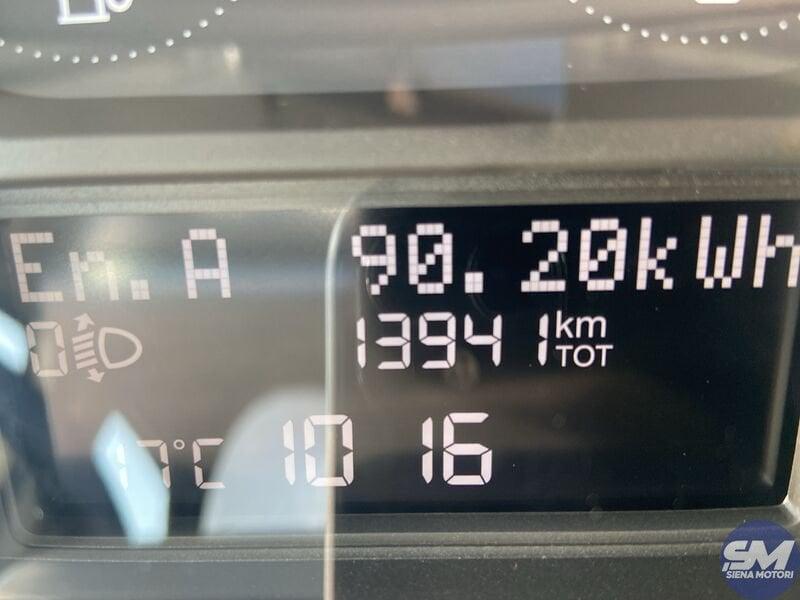 En.A 90.20kWh
0 13941 km TOT
17°C 10 16
SM
SIENA MOTORI